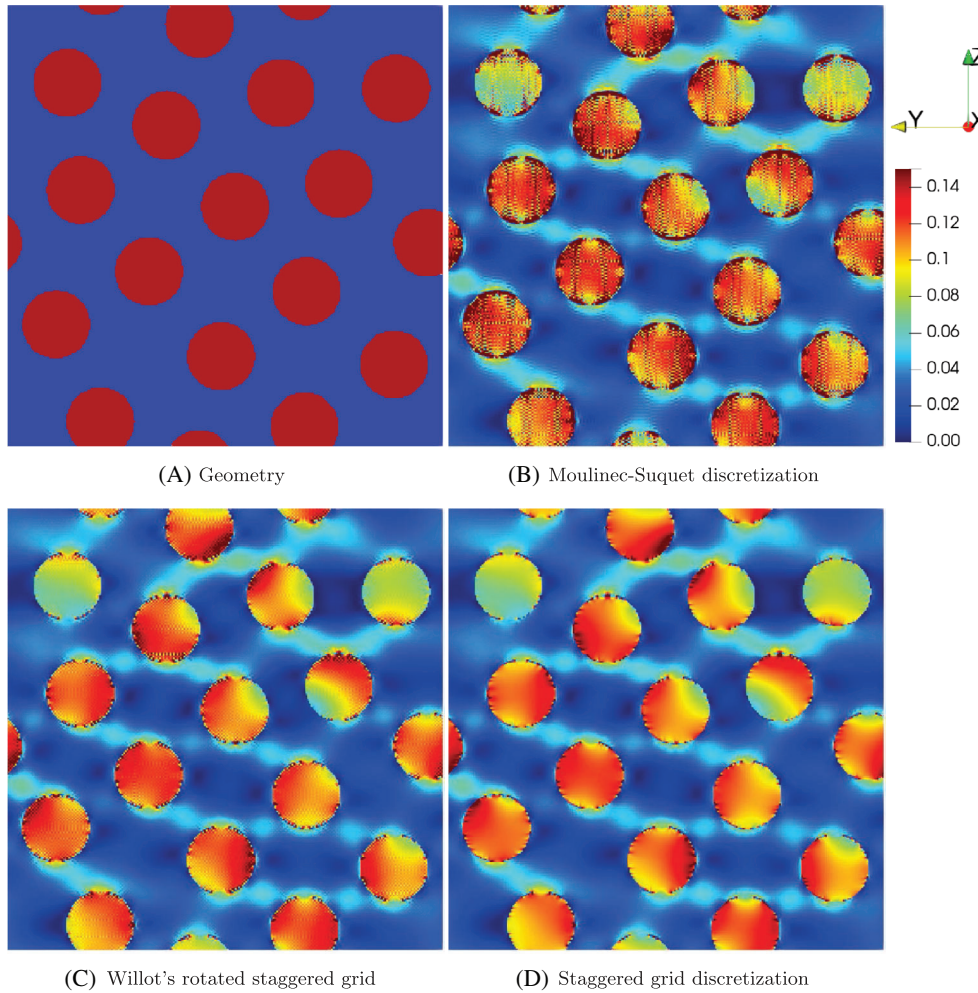 Z
Y
X
0.14
0.12
0.10
0.08
0.06
0.04
0.02
0.00
(A) Geometry
(B) Moulinec-Suquet discretization
(C) Willot's rotated staggered grid
(D) Staggered grid discretization